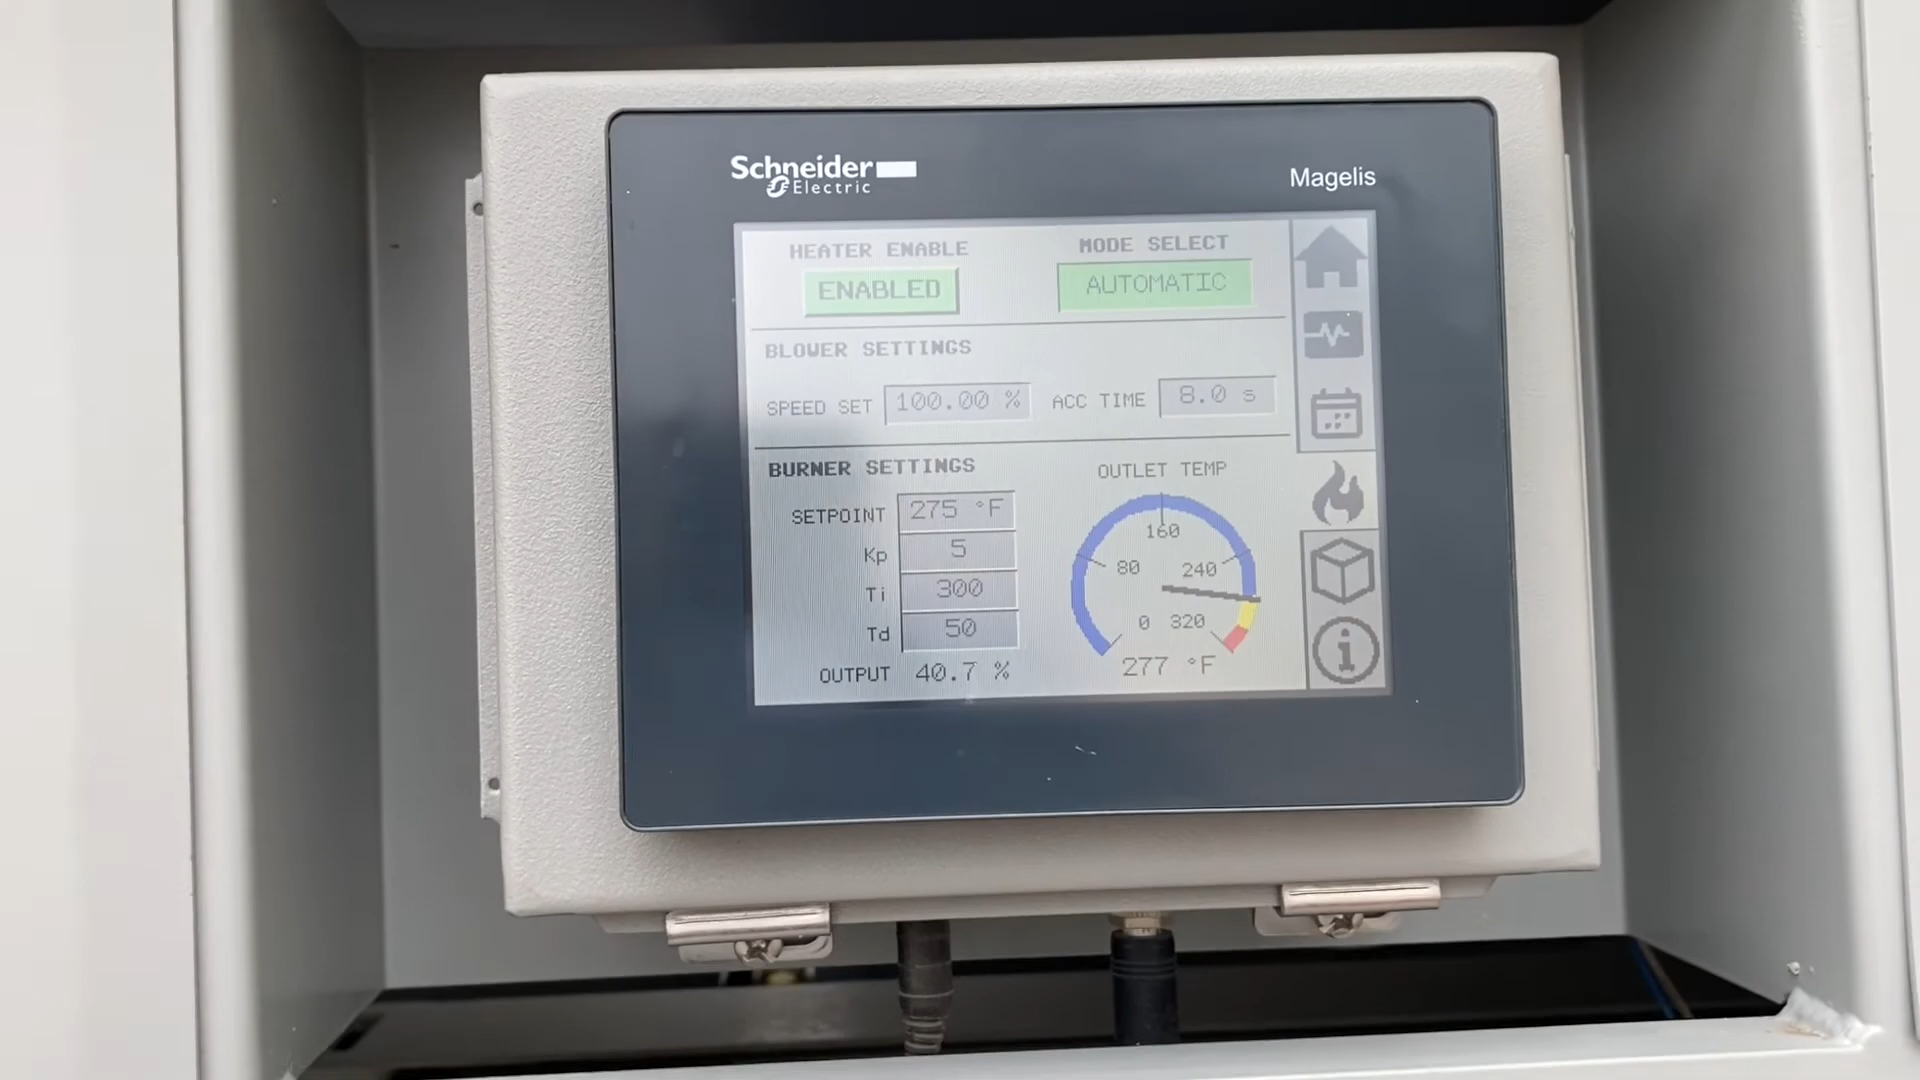 Schneider
Electric
Magelis
HEATER ENABLE
MODE SELECT
ENABLED
AUTOMATIC
BLOWER SETTINGS
SPEED SET 100.00 % ACC TIME 8.0 s
BURNER SETTINGS
OUTLET TEMP
SETPOINT 275 °F
Kp 5
Ti 300
Td 50
OUTPUT 40.7 %
160
80 240
0 320
277 °F